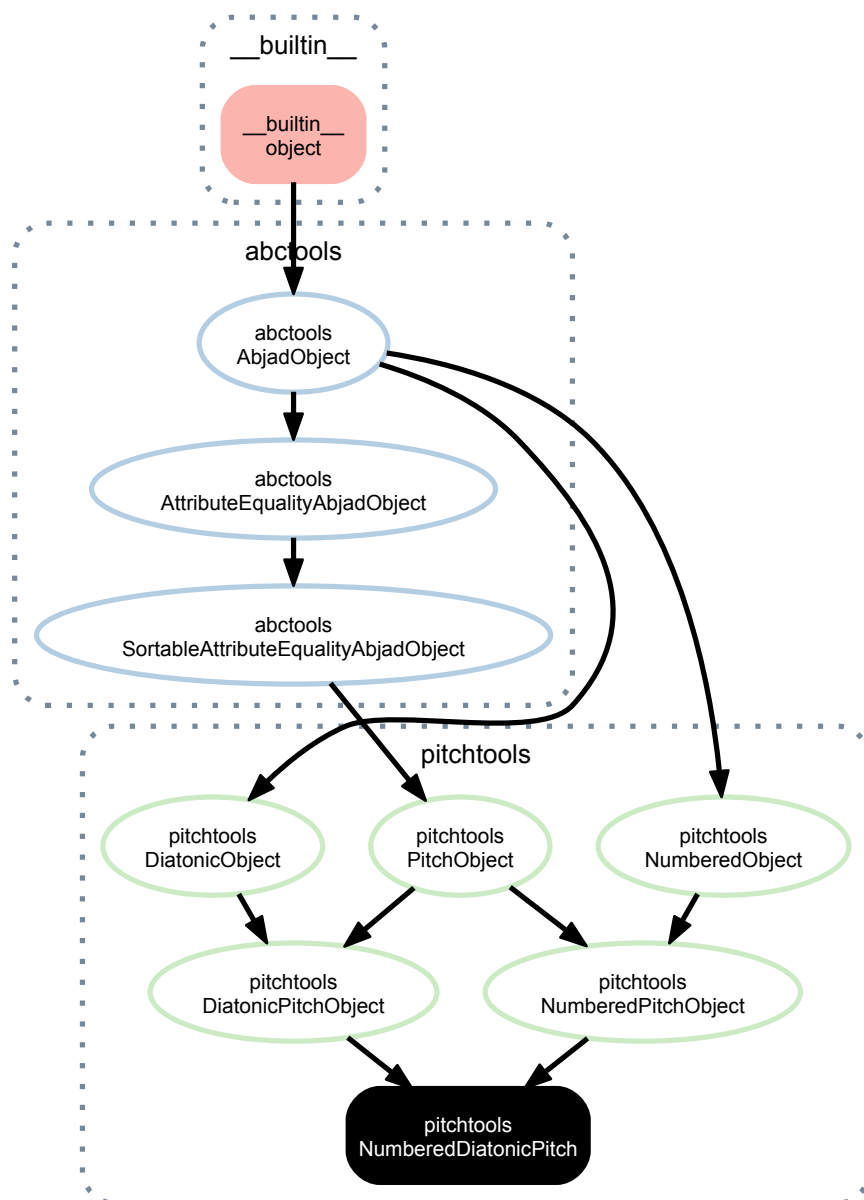 __builtin__
__builtin__
object
abctools
abctools
AbjadObject
abctools
AttributeEqualityAbjadObject
abctools
SortableAttributeEqualityAbjadObject
pitchtools
pitchtools
DiatonicObject
pitchtools
PitchObject
pitchtools
NumberedObject
pitchtools
DiatonicPitchObject
pitchtools
NumberedPitchObject
pitchtools
NumberedDiatonicPitch